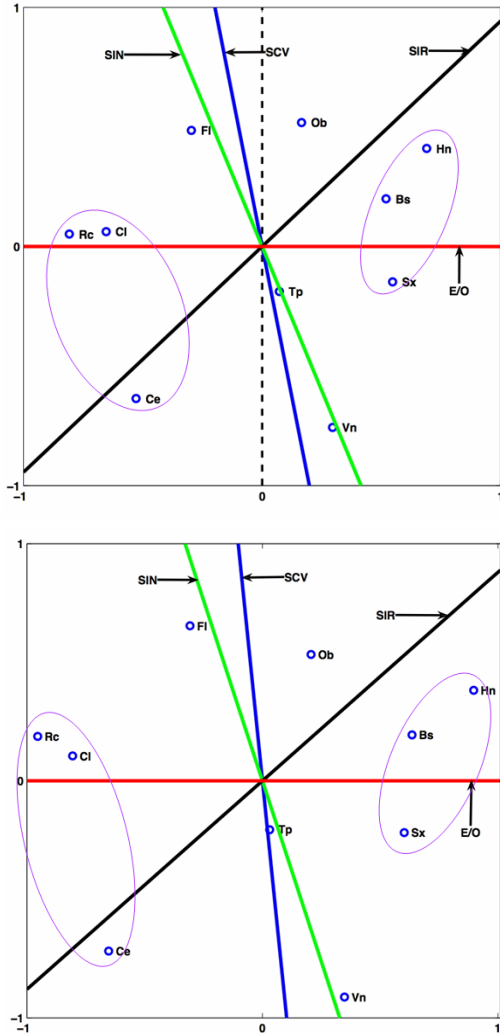 1
SIN
SCV
SIR
Fl
Ob
Hn
Bs
Rc
Cl
0
Tp
Sx
E/O
Ce
Vn
-1
-1
0
1
1
SIN
SCV
SIR
Fl
Ob
Hn
Rc
Bs
Cl
0
Tp
Sx
E/O
Ce
Vn
-1
-1
0
1